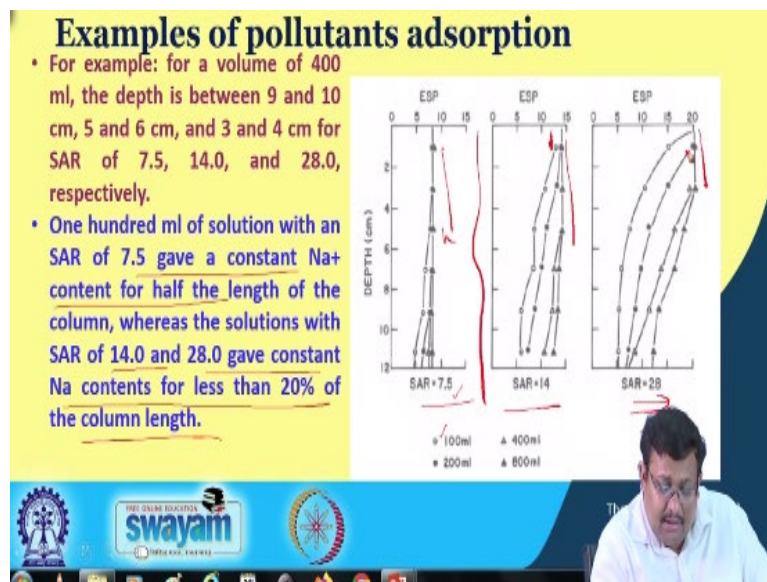 Examples of pollutants adsorption
• For example: for a volume of 400
ml, the depth is between 9 and 10
cm, 5 and 6 cm, and 3 and 4 cm for
SAR of 7.5, 14.0, and 28.0,
respectively.
• One hundred ml of solution with an
SAR of 7.5 gave a constant Na+
content for half the length of the
column, whereas the solutions with
SAR of 14.0 and 28.0 gave constant
Na contents for less than 20% of
the column length.
ESP
0 5 10 15
ESP
0 5 10 15
ESP
0 5 10 15 20
DEPTH (cm)
2
4
6
8
10
12
SAR=7.5
SAR=14
SAR=28
100ml
400ml
200ml
800ml
FREE ONLINE EDUCATION
swayam